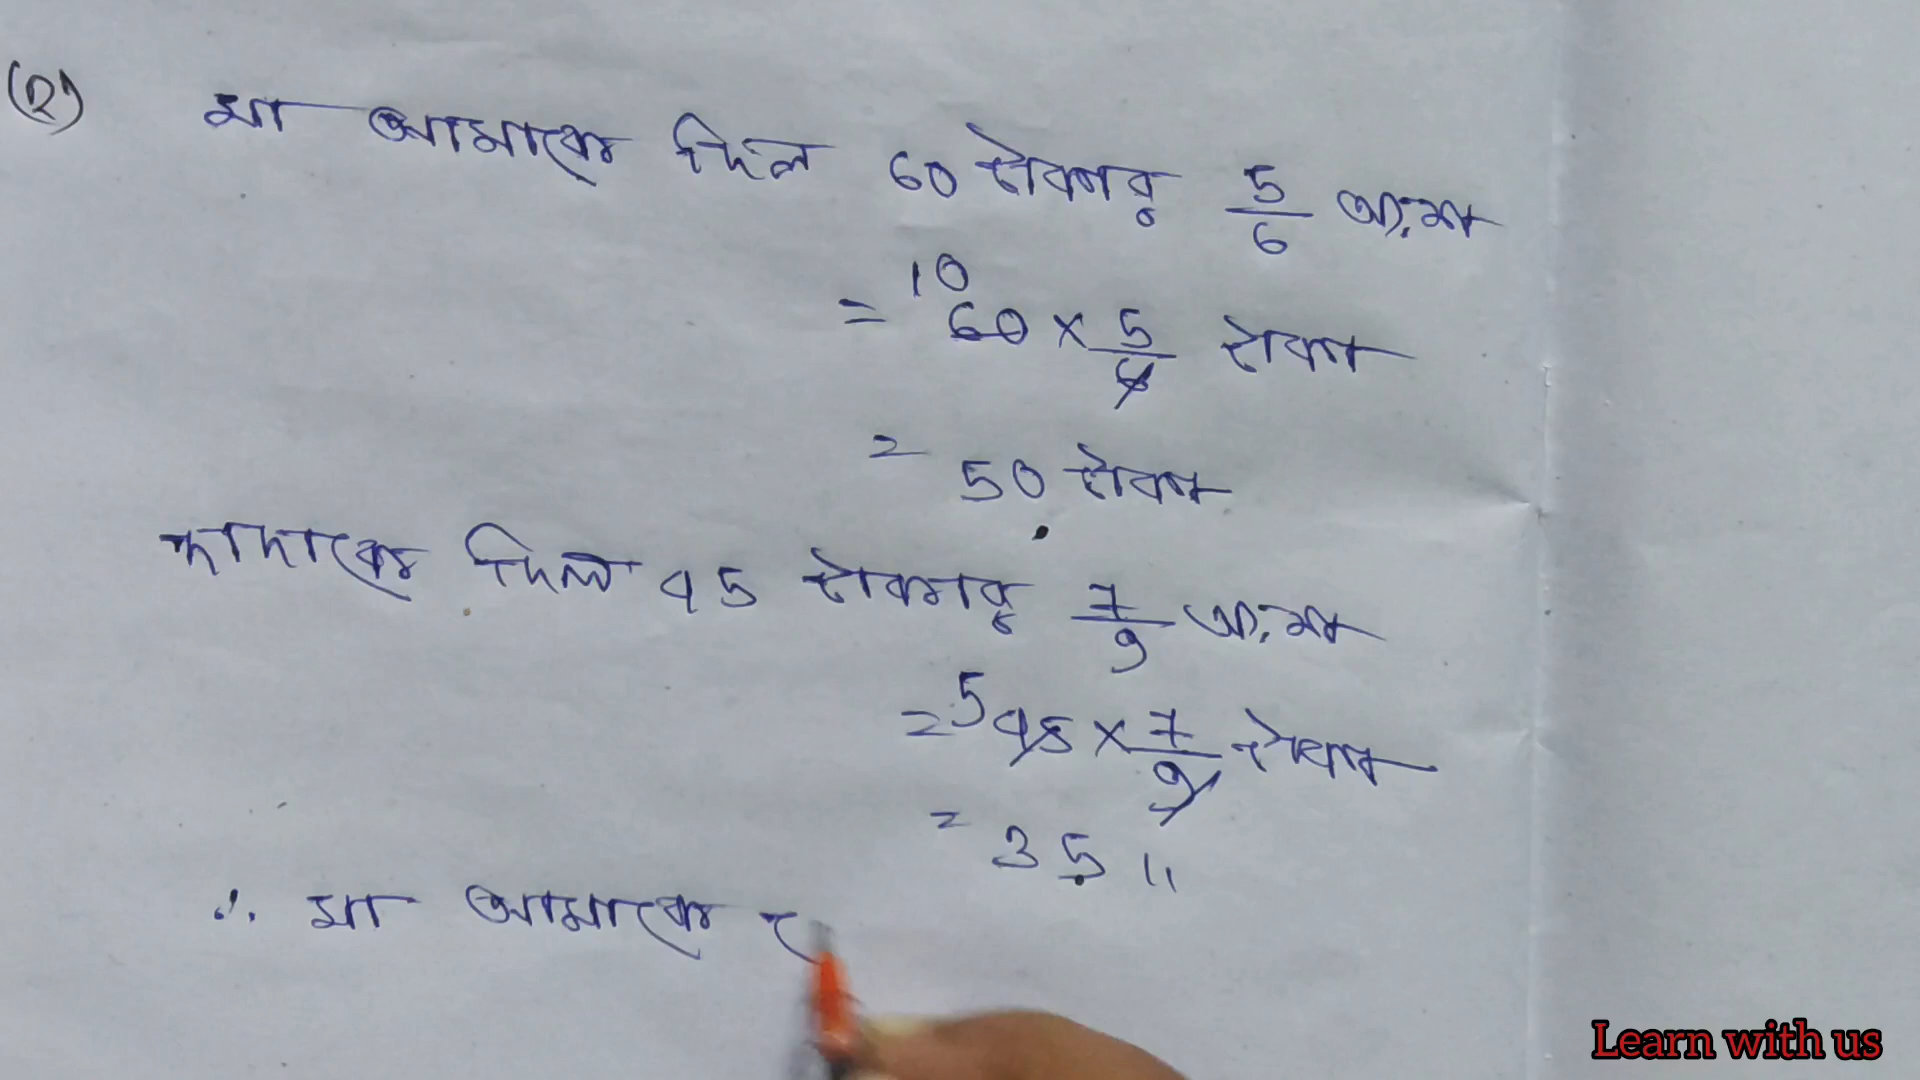 (2) মা আমাকে দিল 60 টাকার 5/6 অংশ
= 60 × 5/6 টাকা
10
= 50 টাকা
দাদাকে দিল 45 টাকার 7/9 অংশ
= 45 × 7/9 টাকা
5
= 35 "
∴ মা আমাকে
Learn with us